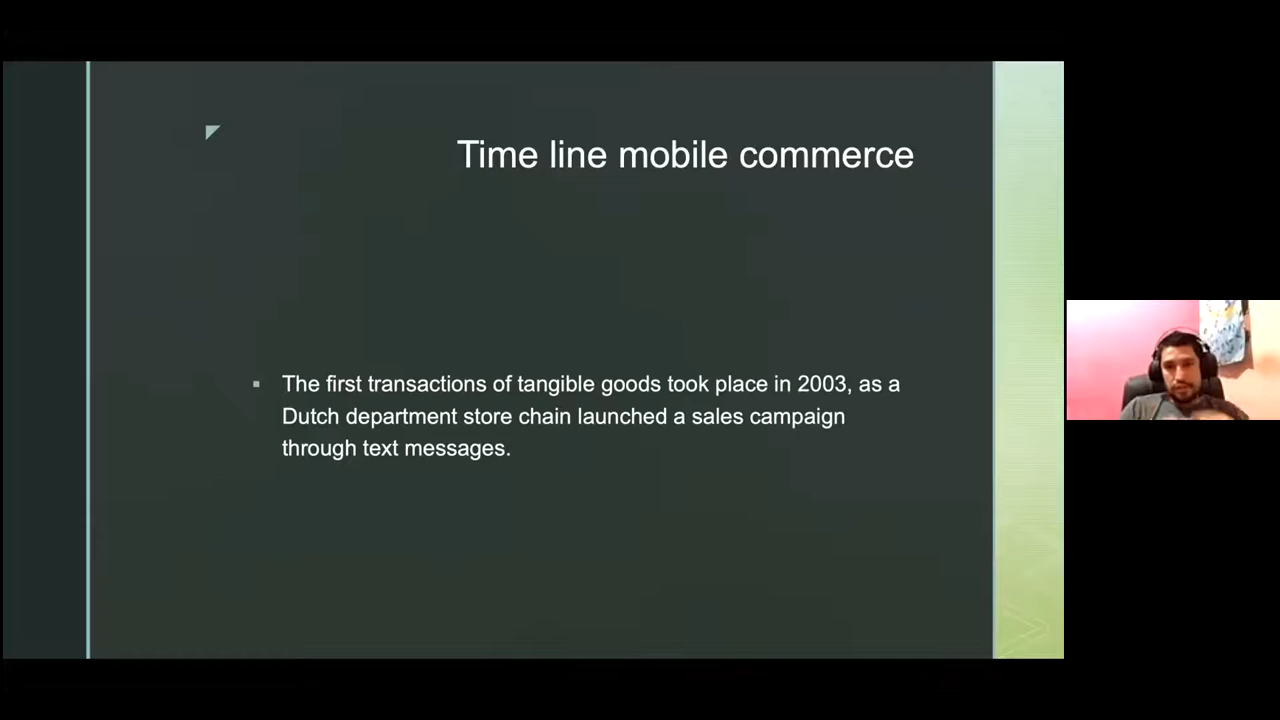 Time line mobile commerce
The first transactions of tangible goods took place in 2003, as a
Dutch department store chain launched a sales campaign
through text messages.